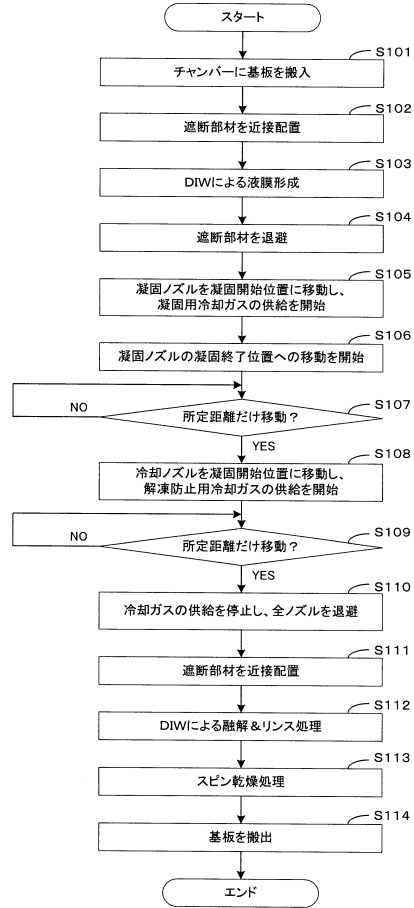 スタート
S101
チャンバーに基板を搬入
S102
遮断部材を近接配置
S103
DIWによる液膜形成
S104
遮断部材を退避
S105
凝固ノズルを凝固開始位置に移動し、
凝固用冷却ガスの供給を開始
S106
凝固ノズルの凝固終了位置への移動を開始
S107
所定距離だけ移動？
NO
YES
S108
冷却ノズルを凝固開始位置に移動し、
解凍防止用冷却ガスの供給を開始
S109
所定距離だけ移動？
NO
YES
S110
冷却ガスの供給を停止し、全ノズルを退避
S111
遮断部材を近接配置
S112
DIWによる融解＆リンス処理
S113
スピン乾燥処理
S114
基板を搬出
エンド